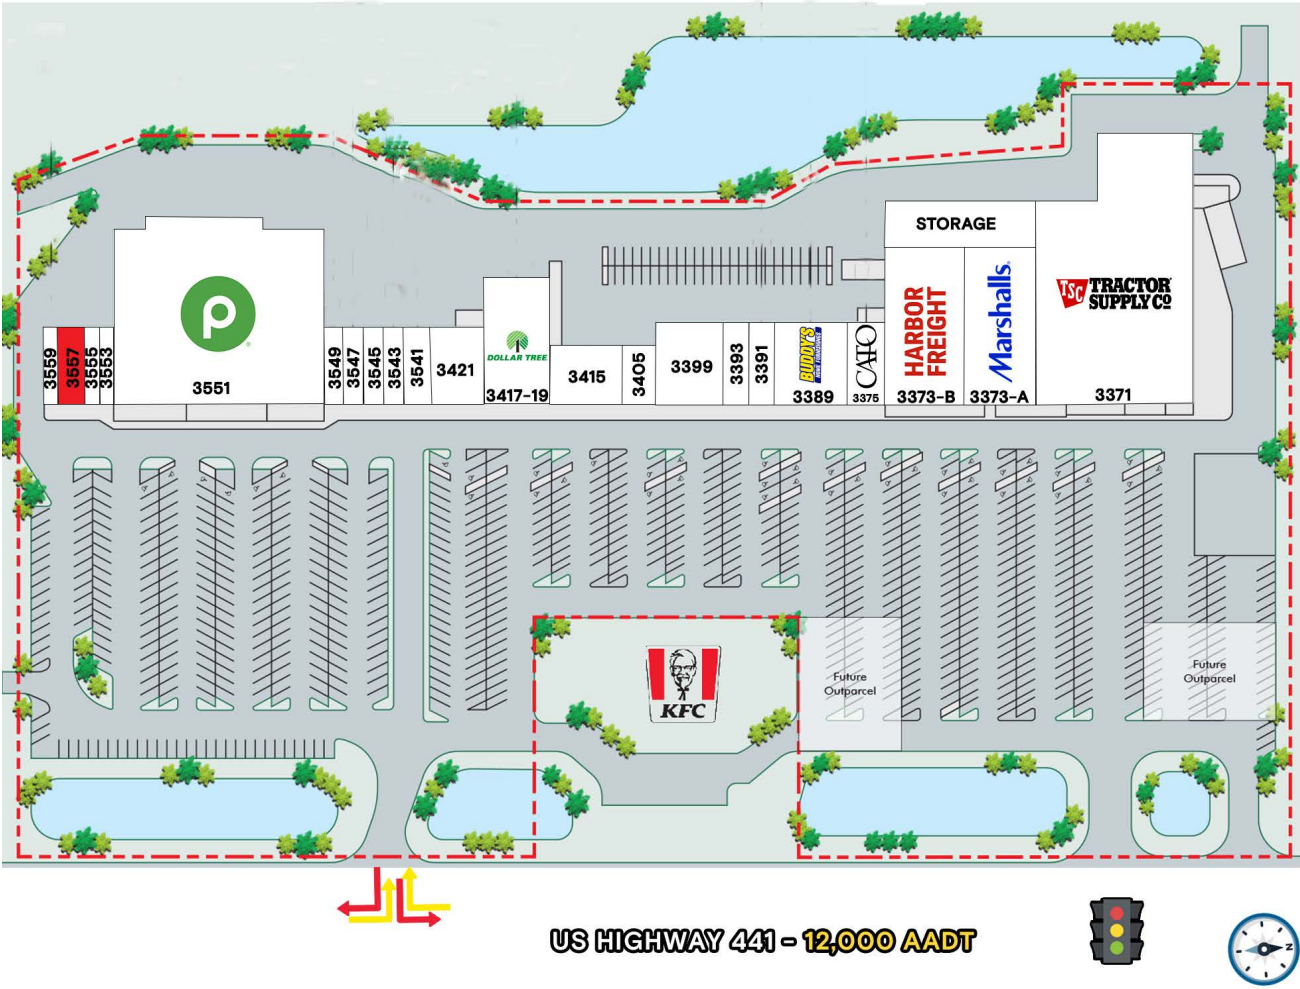 STORAGE
TSC TRACTOR
SUPPLY CO
HARBOR
FREIGHT
Marshalls
CATO
BUDDY'S
HOME FURNISHINGS
DOLLAR TREE
P
3559
3557
3555
3553
3551
3549
3547
3545
3543
3541
3421
3417-19
3415
3405
3399
3393
3391
3389
3375
3373-B
3373-A
3371
KFC
Future
Outparcel
Future
Outparcel
US HIGHWAY 441 - 12,000 AADT
N